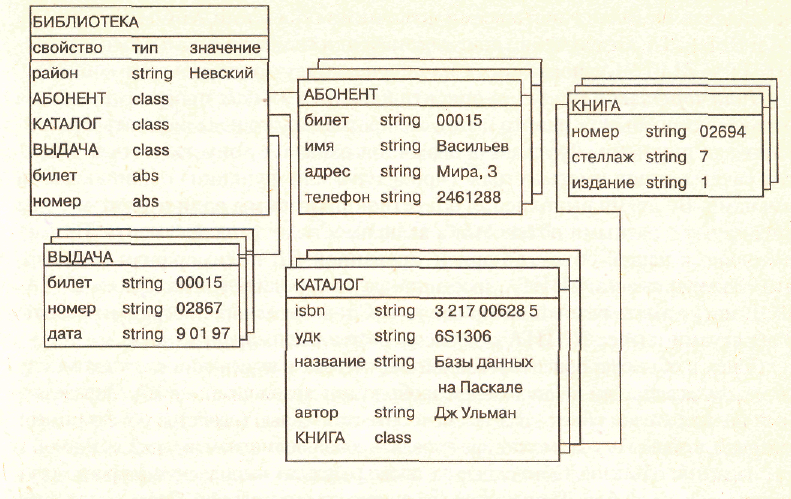 БИБЛИОТЕКА
свойство тип значение
район string Невский
АБОНЕНТ class
КАТАЛОГ class
ВЫДАЧА class
билет abs
номер abs
АБОНЕНТ
билет string 00015
имя string Васильев
адрес string Мира, 3
телефон string 2461288
КНИГА
номер string 02694
стеллаж string 7
издание string 1
ВЫДАЧА
билет string 00015
номер string 02867
дата string 9 01 97
КАТАЛОГ
isbn string 3 217 00628 5
удк string 6S1306
название string Базы данных
на Паскале
автор string Дж Ульман
КНИГА class